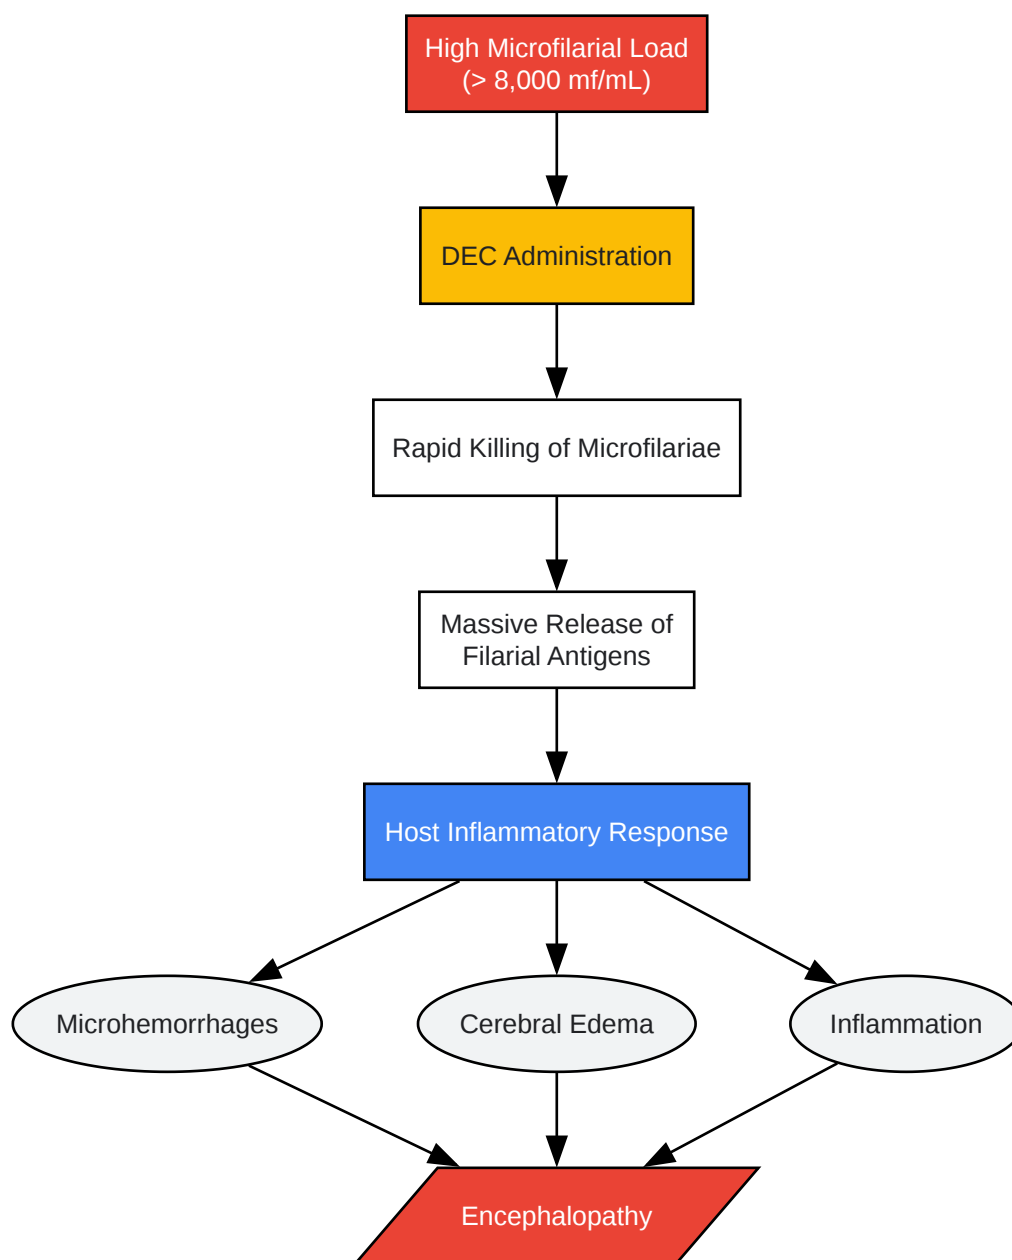 High Microfilarial Load
(> 8,000 mf/mL)
DEC Administration
Rapid Killing of Microfilariae
Massive Release of
Filarial Antigens
Host Inflammatory Response
Microhemorrhages
Cerebral Edema
Inflammation
Encephalopathy